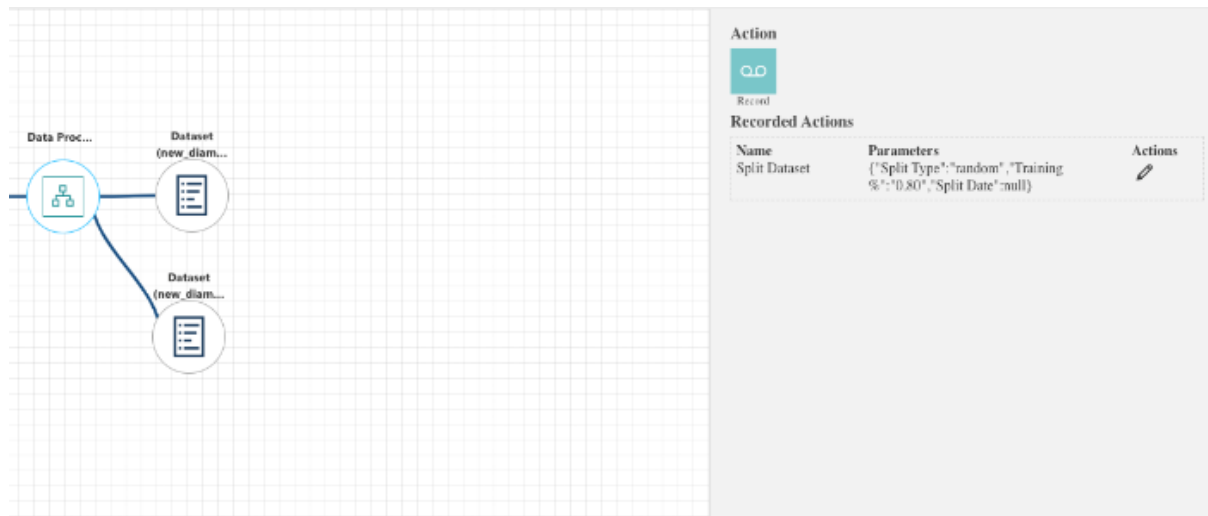 Data Proc...
Dataset
(new_diam...
Dataset
(new_diam...
Action
Record
Recorded Actions
Name Parameters Actions
Split Dataset {"Split Type":"random","Training
%":"0.80","Split Date":null}